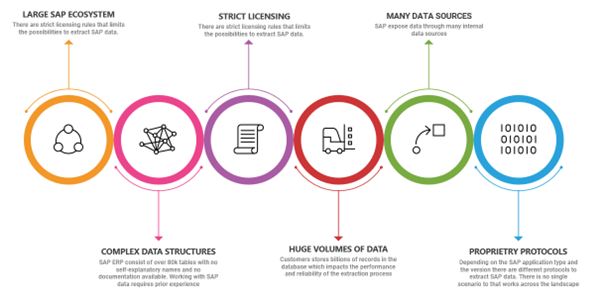 LARGE SAP ECOSYSTEM
There are strict licensing rules that limits
the possibilities to extract SAP data.
STRICT LICENSING
There are strict licensing rules that limits
the possibilities to extract SAP data.
MANY DATA SOURCES
SAP expose data through many internal
data sources
101010
010101
101010
COMPLEX DATA STRUCTURES
SAP ERP consist of over 80k tables with no
self-explanatory names and no
documentation available. Working with SAP
data requires prior experience
HUGE VOLUMES OF DATA
Customers stores billions of records in the
database which impacts the performance
and reliability of the extraction process
PROPRIETRY PROTOCOLS
Depending on the SAP application type and
the version there are different protocols to
extract SAP data. There is no single
scenario to that works across the landscape